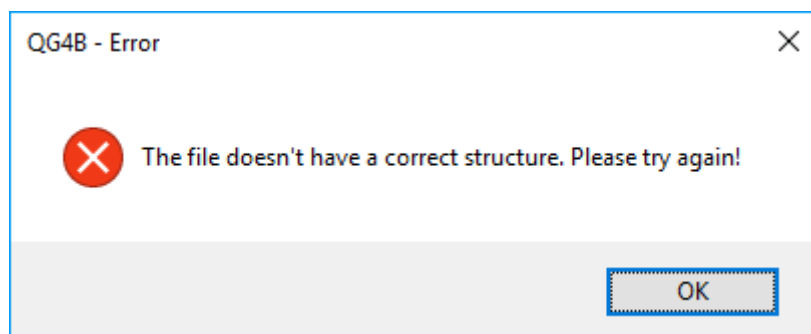 QG4B - Error
The file doesn't have a correct structure. Please try again!
OK